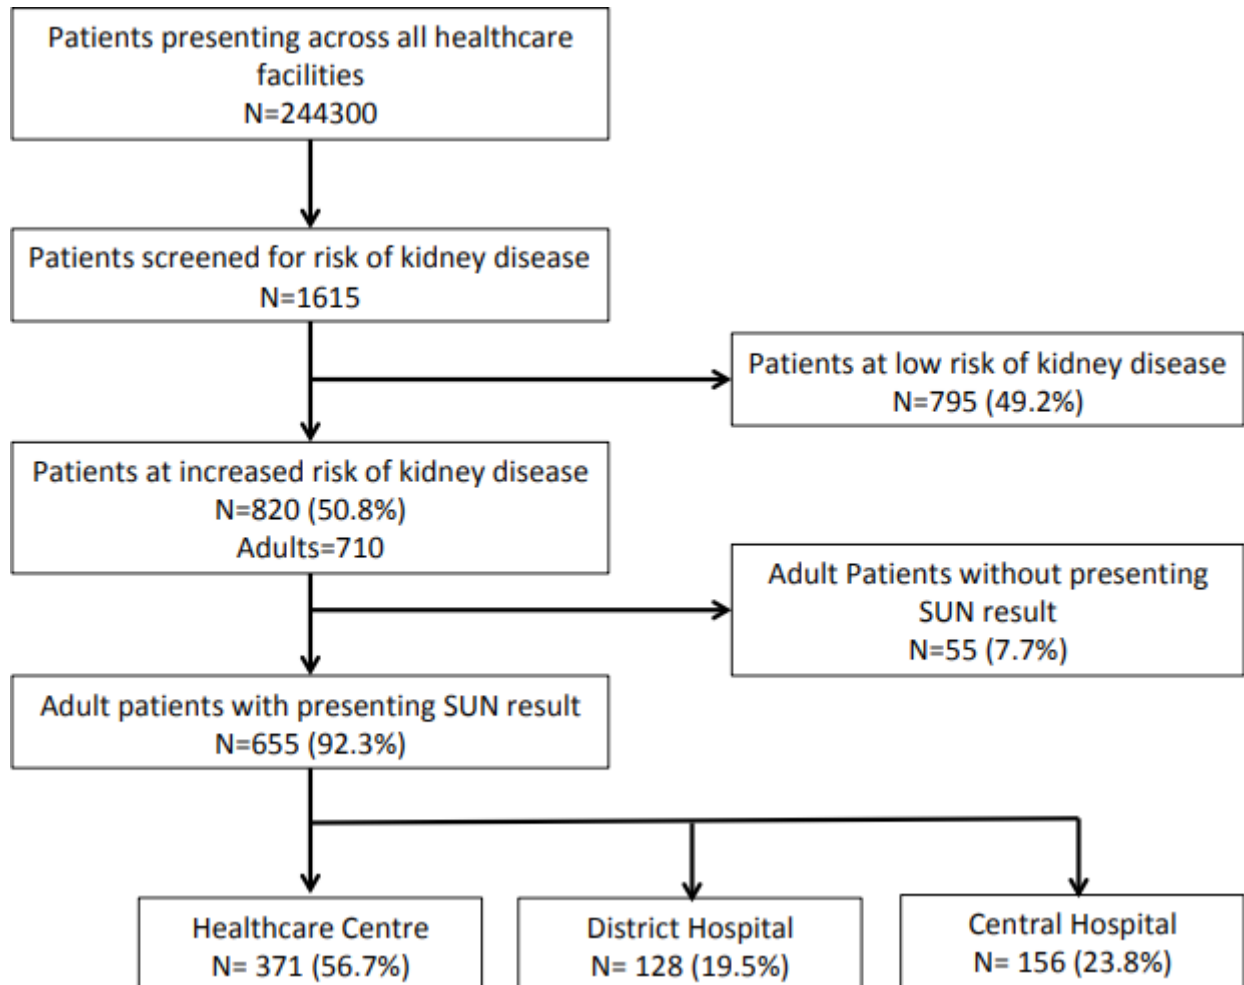 Patients presenting across all healthcare
facilities
N=244300
Patients screened for risk of kidney disease
N=1615
Patients at low risk of kidney disease
N=795 (49.2%)
Patients at increased risk of kidney disease
N=820 (50.8%)
Adults=710
Adult Patients without presenting
SUN result
N=55 (7.7%)
Adult patients with presenting SUN result
N=655 (92.3%)
Healthcare Centre
N= 371 (56.7%)
District Hospital
N= 128 (19.5%)
Central Hospital
N= 156 (23.8%)